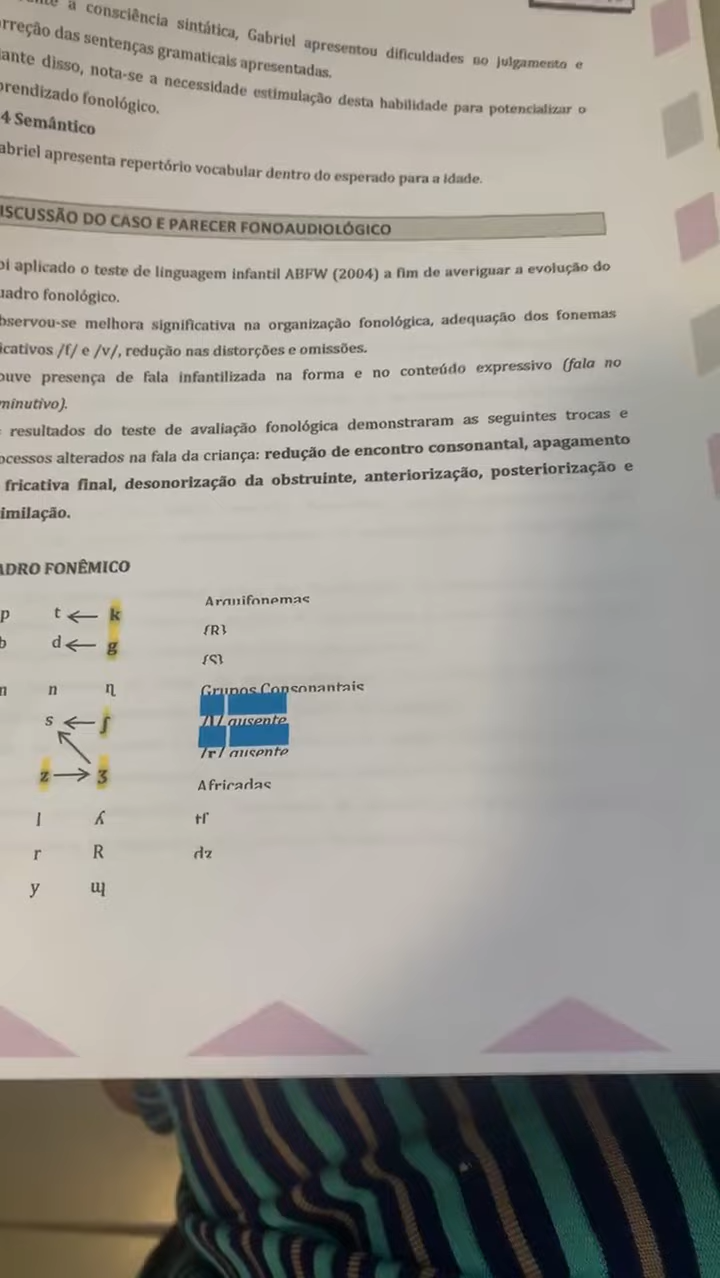 a consciência sintática, Gabriel apresentou dificuldades no julgamento e
rreção das sentenças gramaticais apresentadas.
ante disso, nota-se a necessidade estimulação desta habilidade para potencializar o
prendizado fonológico.
4 Semântico
abriel apresenta repertório vocabular dentro do esperado para a idade.
ISCUSSÃO DO CASO E PARECER FONOAUDIOLÓGICO
oi aplicado o teste de linguagem infantil ABFW (2004) a fim de averiguar a evolução do
uadro fonológico.
bservou-se melhora significativa na organização fonológica, adequação dos fonemas
icativos /f/ e /v/, redução nas distorções e omissões.
ouve presença de fala infantilizada na forma e no conteúdo expressivo (fala no
minutivo).
resultados do teste de avaliação fonológica demonstraram as seguintes trocas e
ocessos alterados na fala da criança: redução de encontro consonantal, apagamento
fricativa final, desonorização da obstruinte, anteriorização, posteriorização e
imilação.
ADRO FONÊMICO
Arquifonemas
p t ← k
{R}
b d ← g
{S}
n n ɳ
Grupos Consonantais
s ← ʃ
/l/ ausente
/r/ ausente
z → ʒ
Africadas
l ʎ
tʃ
r R
dz
y ɰ